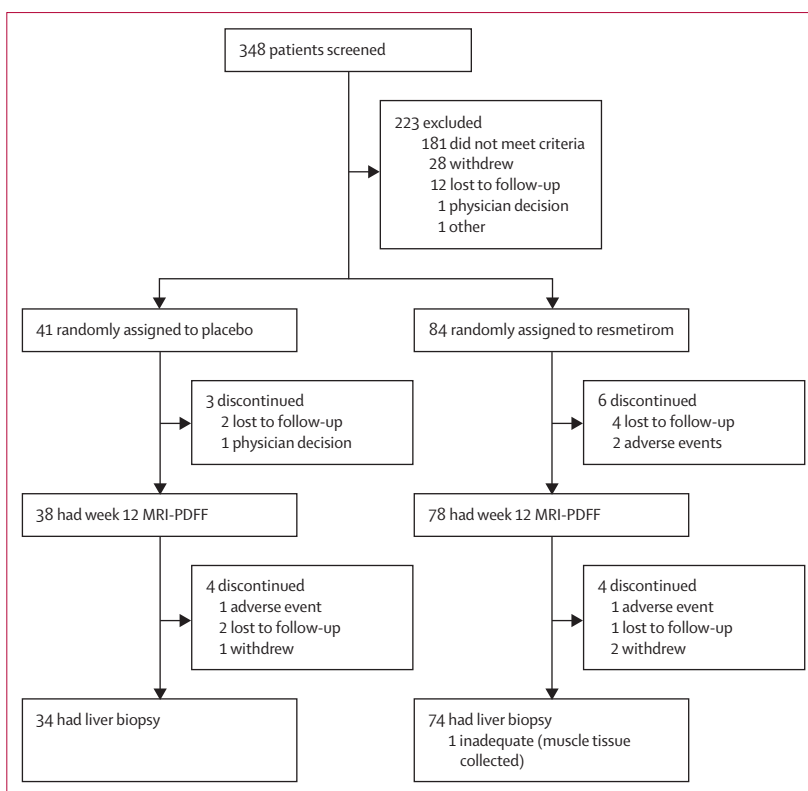 348 patients screened
223 excluded
181 did not meet criteria
28 withdrew
12 lost to follow-up
1 physician decision
1 other
41 randomly assigned to placebo
84 randomly assigned to resmetirom
3 discontinued
2 lost to follow-up
1 physician decision
6 discontinued
4 lost to follow-up
2 adverse events
38 had week 12 MRI-PDFF
78 had week 12 MRI-PDFF
4 discontinued
1 adverse event
2 lost to follow-up
1 withdrew
4 discontinued
1 adverse event
1 lost to follow-up
2 withdrew
34 had liver biopsy
74 had liver biopsy
1 inadequate (muscle tissue
collected)